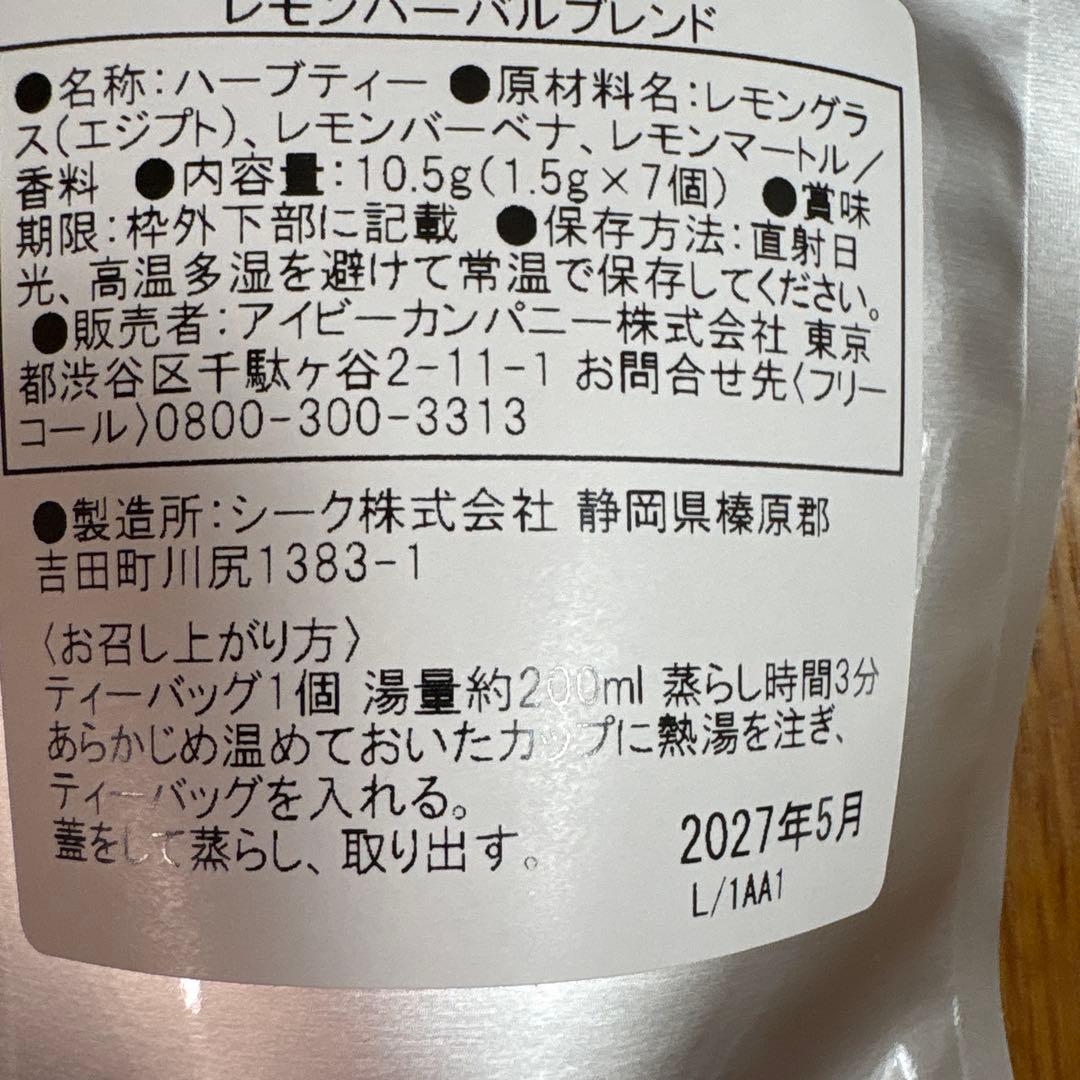 レモンハーバルブレンド
●名称:ハーブティー ●原材料名:レモングラ
ス(エジプト)、レモンバーベナ、レモンマートル/
香料 ●内容量:10.5g(1.5g×7個) ●賞味
期限:枠外下部に記載 ●保存方法:直射日
光、高温多湿を避けて常温で保存してください。
●販売者:アイビーカンパニー株式会社 東京
都渋谷区千駄ヶ谷2-11-1 お問合せ先〈フリー
コール〉0800-300-3313
●製造所:シーク株式会社 静岡県榛原郡
吉田町川尻1383-1
〈お召し上がり方〉
ティーバッグ1個 湯量約200ml 蒸らし時間3分
あらかじめ温めておいたカップに熱湯を注ぎ、
ティーバッグを入れる。
蓋をして蒸らし、取り出す。
2027年5月
L/1AA1